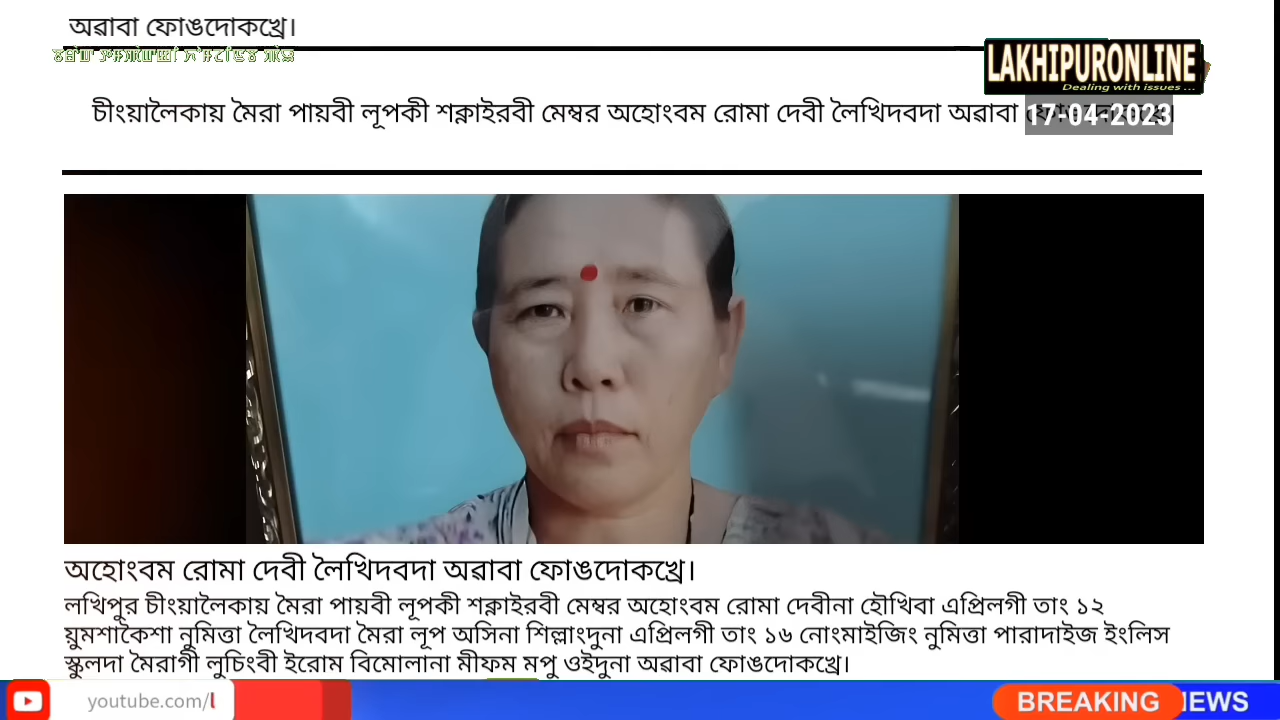 অৱাবা ফোঙদোকখ্রে।
LAKHIPURONLINE
Dealing with issues ...
চীংয়ালৈকায় মৈরা পায়বী লূপকী শক্নাইরবী মেম্বর অহোংবম রোমা দেবী লৈখিদবদা অৱাবা
17-04-2023
অহোংবম রোমা দেবী লৈখিদবদা অৱাবা ফোঙদোকখ্রে।
লখিপুর চীংয়ালৈকায় মৈরা পায়বী লূপকী শক্নাইরবী মেম্বর অহোংবম রোমা দেবীনা হৌখিবা এপ্রিলগী তাং ১২
য়ুমশাকৈশা নুমিত্তা লৈখিদবদা মৈরা লূপ অসিনা শিল্লাংদুনা এপ্রিলগী তাং ১৬ নোংমাইজিং নুমিত্তা পারাদাইজ ইংলিস
স্কুলদা মৈরাগী লুচিংবী ইরোম বিমোলানা মীফম মপু ওইদুনা অৱাবা ফোঙদোকখ্রে।
youtube.com/l
BREAKING NEWS